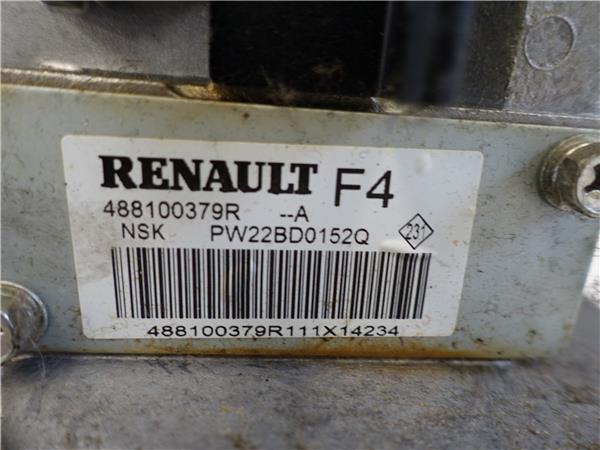 RENAULT F4
488100379R --A
NSK PW22BD0152Q 231
488100379R111X14234